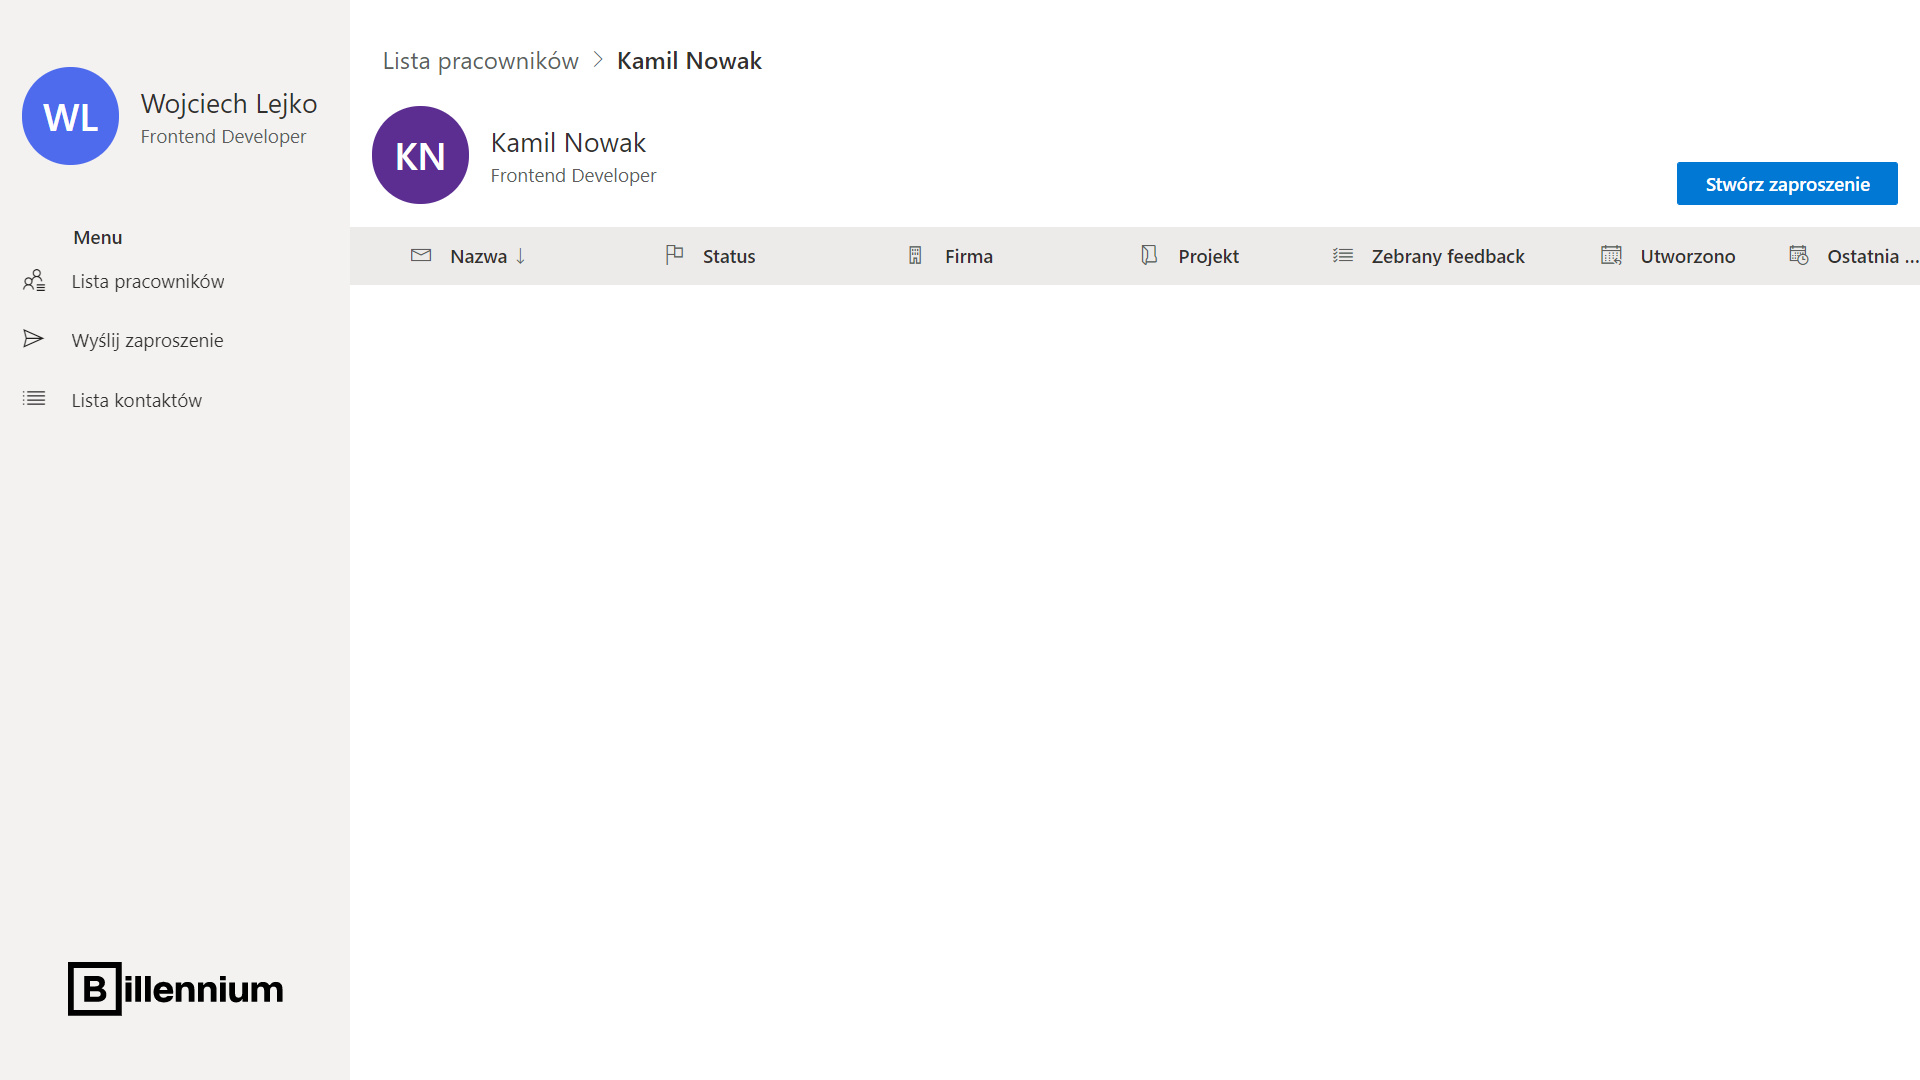 WL
Wojciech Lejko
Frontend Developer
Menu
Lista pracowników
Wyślij zaproszenie
Lista kontaktów
Billennium
Lista pracowników > Kamil Nowak
KN
Kamil Nowak
Frontend Developer
Stwórz zaproszenie
Nazwa ↓ Status Firma Projekt Zebrany feedback Utworzono Ostatnia ...